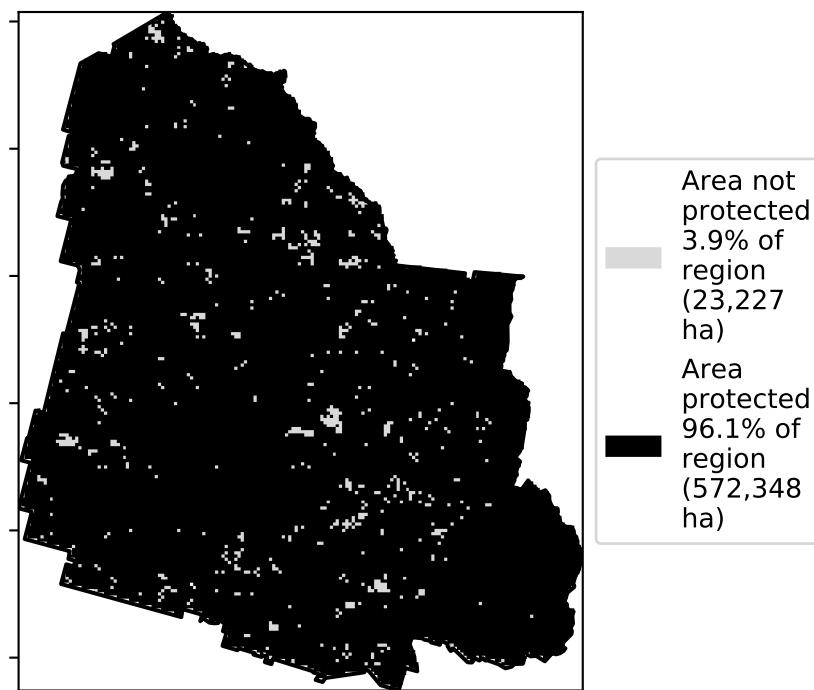 Area not
protected
3.9% of
region
(23,227
ha)
Area
protected
96.1% of
region
(572,348
ha)